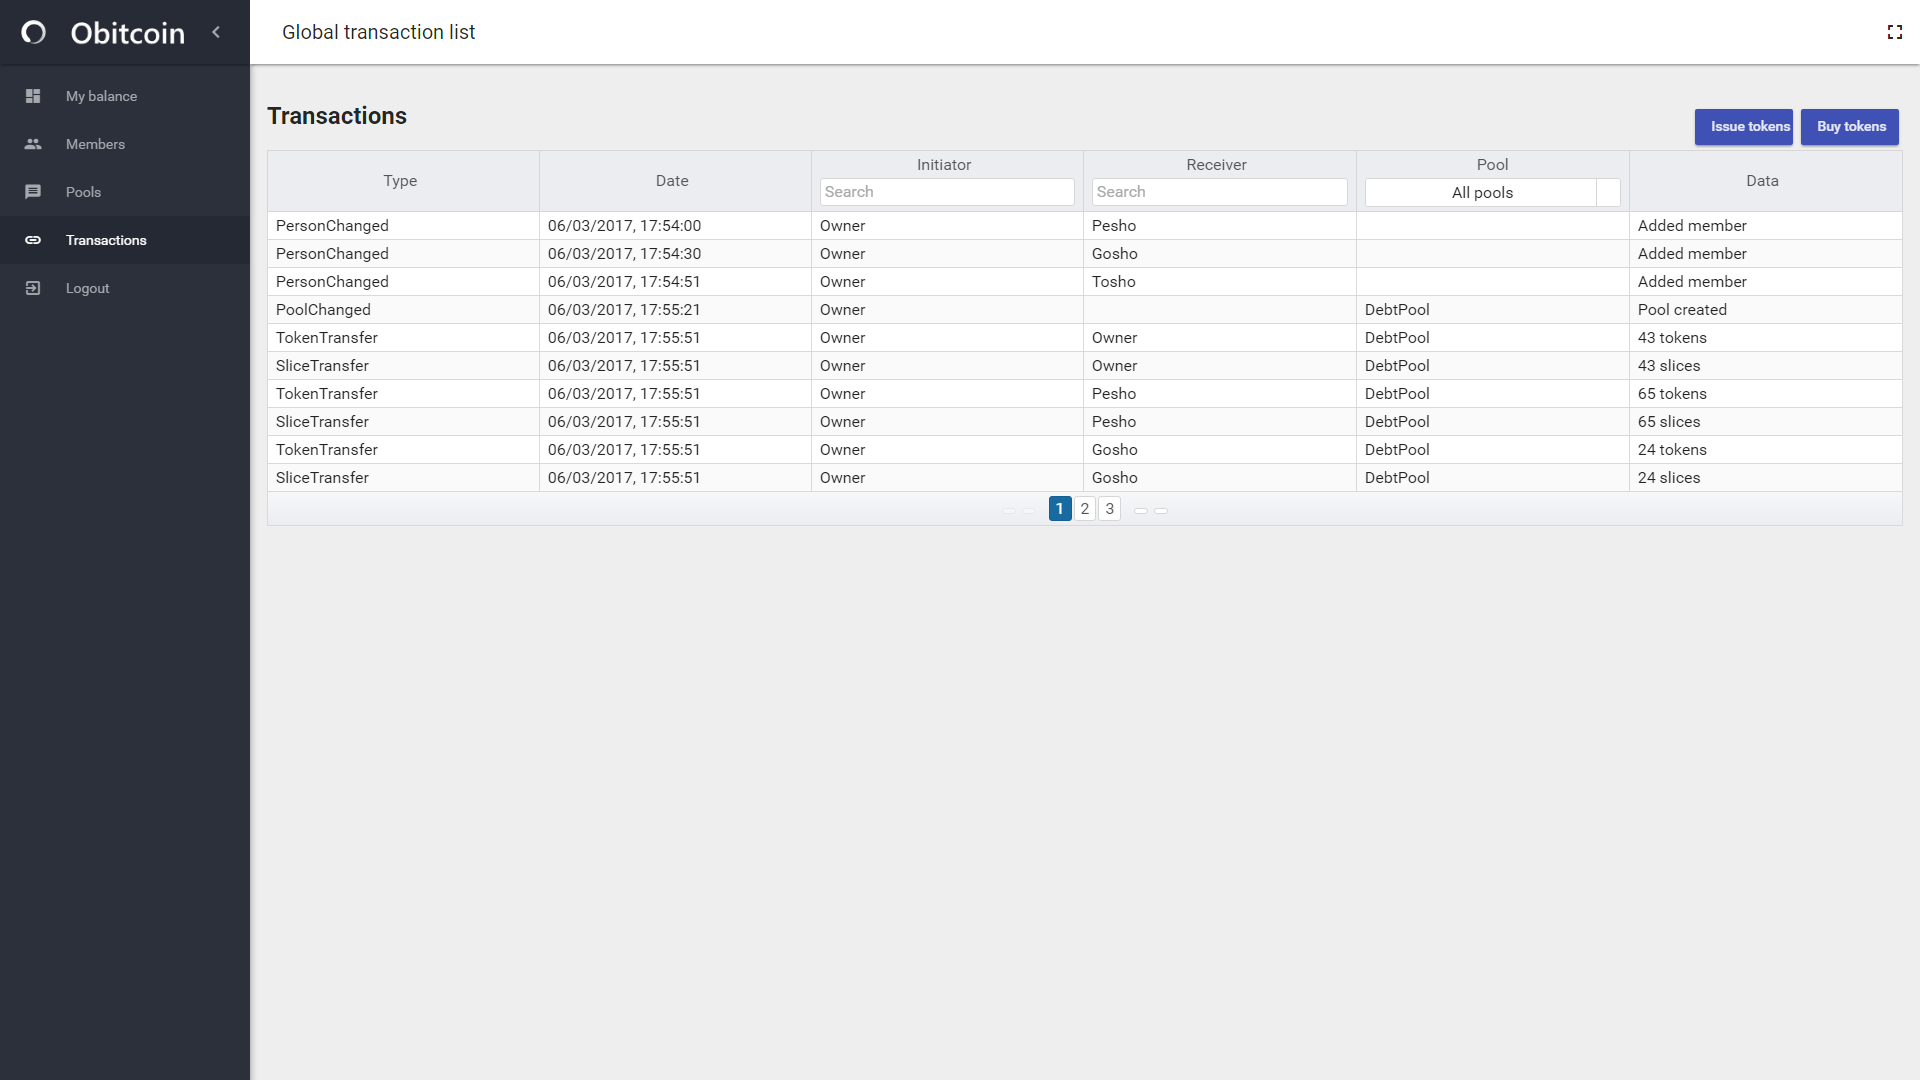 Obitcoin
Global transaction list
My balance
Members
Pools
Transactions
Logout
Transactions
Issue tokens Buy tokens
Type Date Initiator Receiver Pool Data
Search Search All pools
PersonChanged 06/03/2017, 17:54:00 Owner Pesho Added member
PersonChanged 06/03/2017, 17:54:30 Owner Gosho Added member
PersonChanged 06/03/2017, 17:54:51 Owner Tosho Added member
PoolChanged 06/03/2017, 17:55:21 Owner DebtPool Pool created
TokenTransfer 06/03/2017, 17:55:51 Owner Owner DebtPool 43 tokens
SliceTransfer 06/03/2017, 17:55:51 Owner Owner DebtPool 43 slices
TokenTransfer 06/03/2017, 17:55:51 Owner Pesho DebtPool 65 tokens
SliceTransfer 06/03/2017, 17:55:51 Owner Pesho DebtPool 65 slices
TokenTransfer 06/03/2017, 17:55:51 Owner Gosho DebtPool 24 tokens
SliceTransfer 06/03/2017, 17:55:51 Owner Gosho DebtPool 24 slices
1 2 3